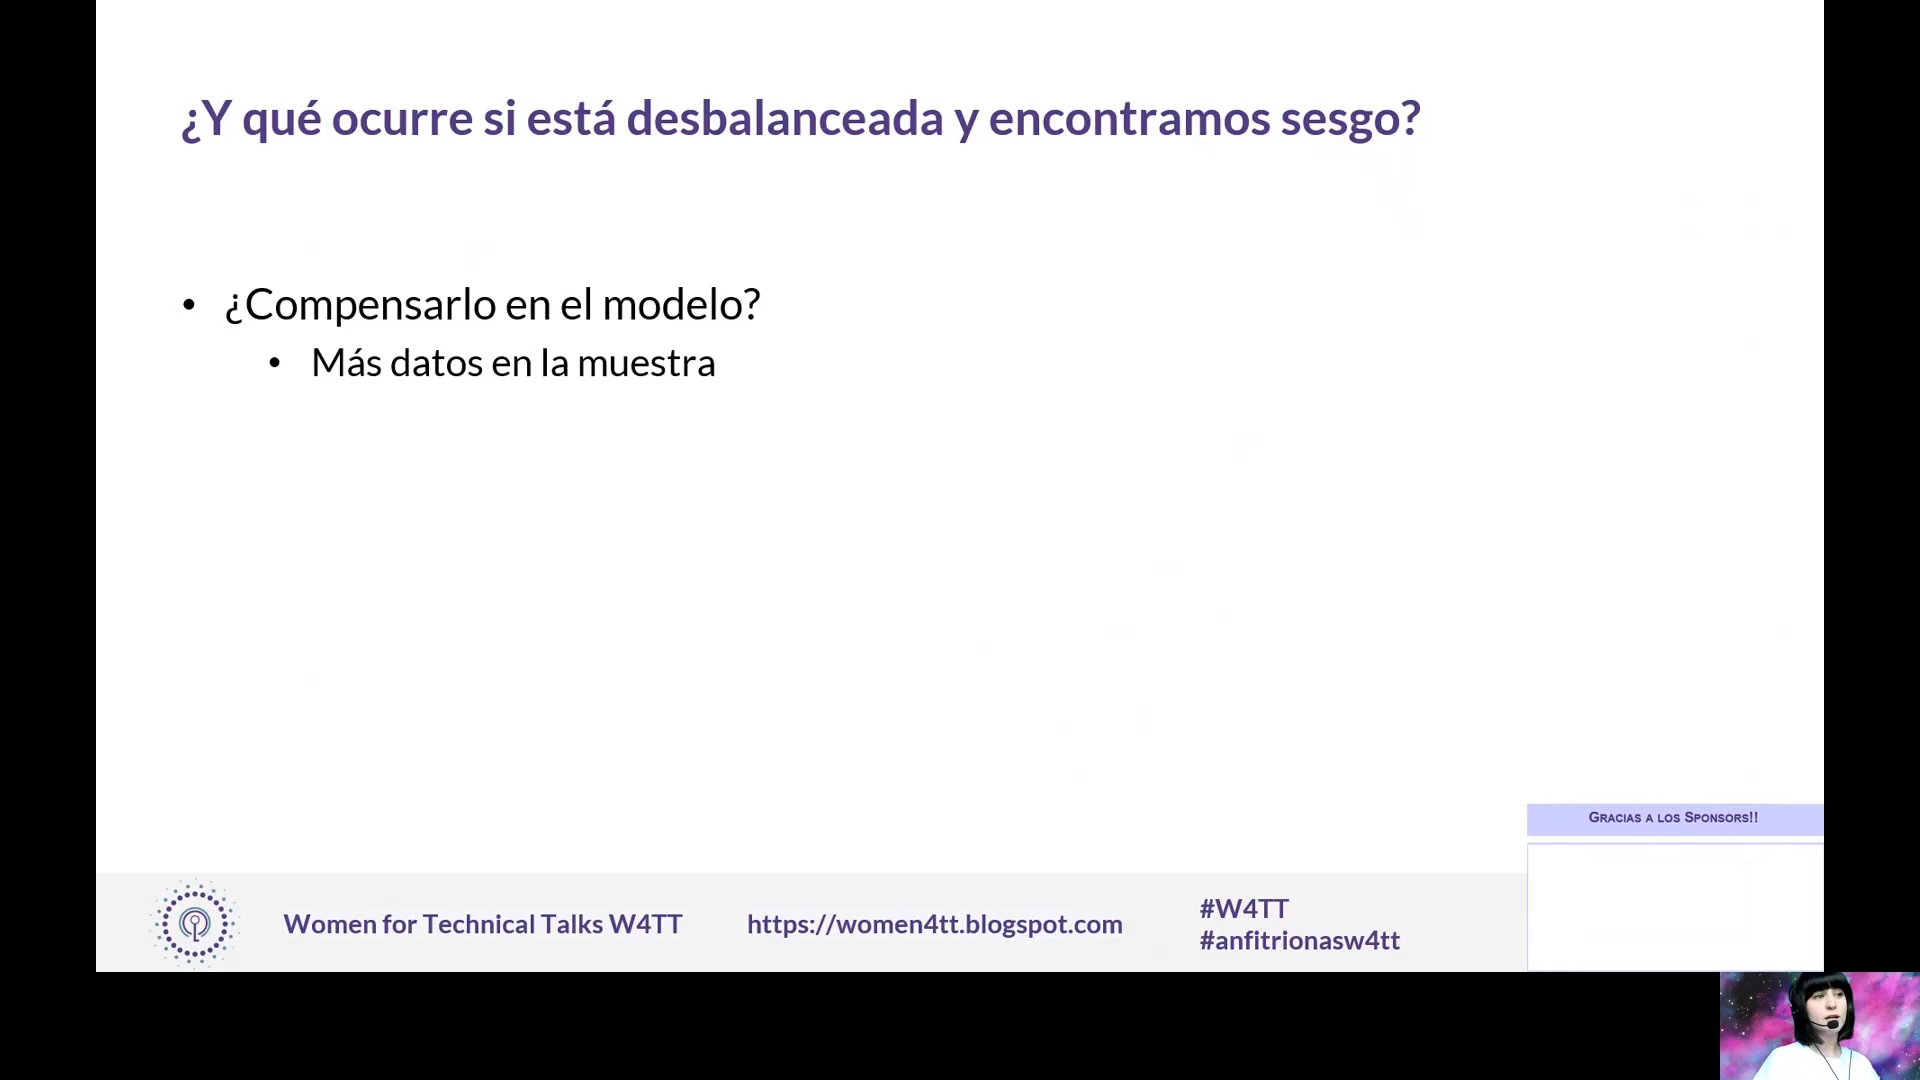 ¿Y qué ocurre si está desbalanceada y encontramos sesgo?
• ¿Compensarlo en el modelo?
• Más datos en la muestra
GRACIAS A LOS SPONSORS!!
Women for Technical Talks W4TT
https://women4tt.blogspot.com
#W4TT
#anfitrionasw4tt